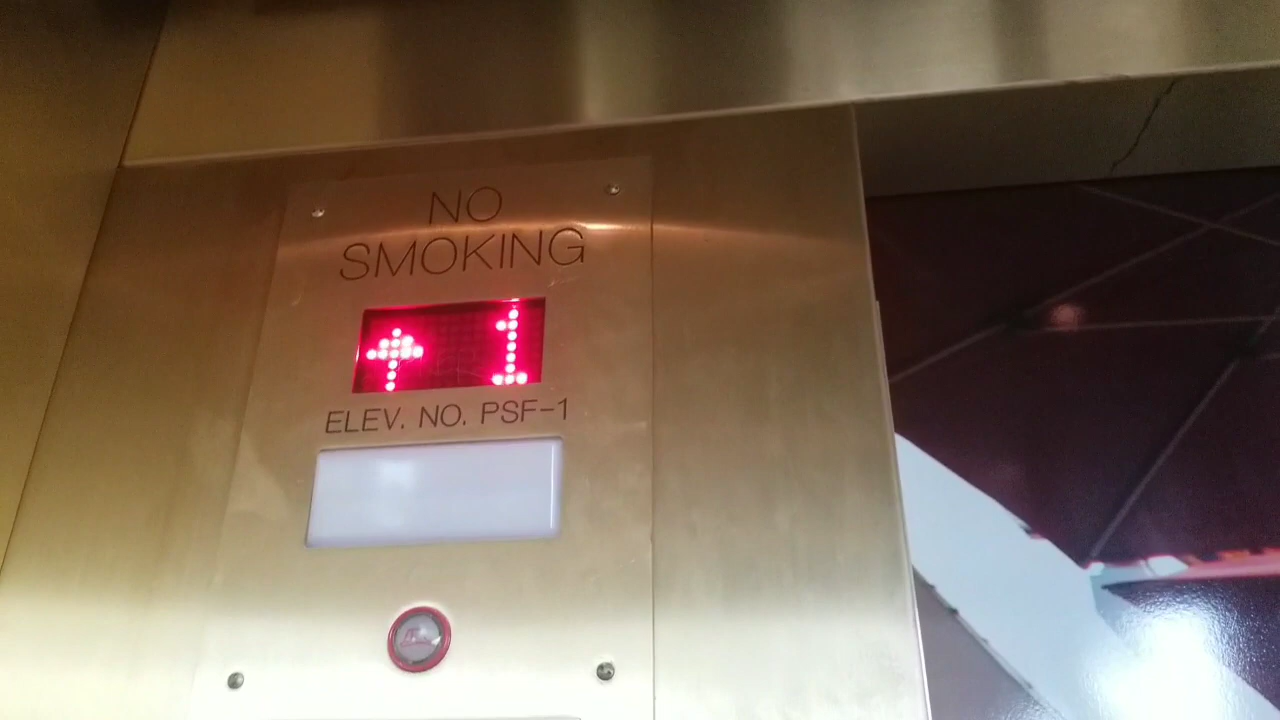 NO
SMOKING
↑ 1
ELEV. NO. PSF-1